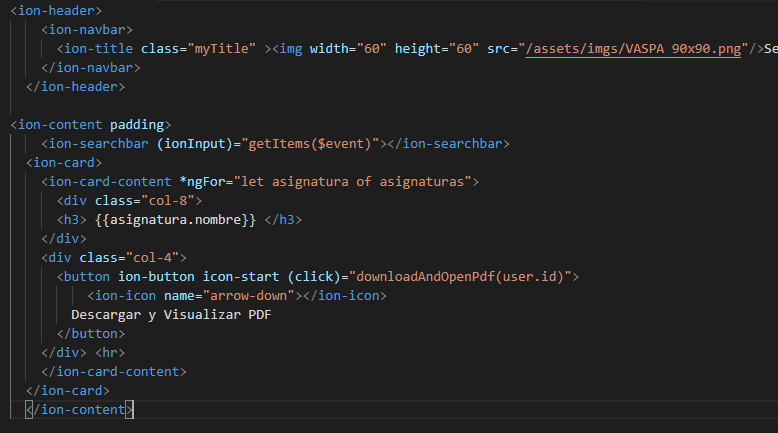 <ion-header>
<ion-navbar>
<ion-title class="myTitle" ><img width="60" height="60" src="/assets/imgs/VASPA 90x90.png"/>Se
</ion-navbar>
</ion-header>
<ion-content padding>
<ion-searchbar (ionInput)="getItems($event)"></ion-searchbar>
<ion-card>
<ion-card-content *ngFor="let asignatura of asignaturas">
<div class="col-8">
<h3> {{asignatura.nombre}} </h3>
</div>
<div class="col-4">
<button ion-button icon-start (click)="downloadAndOpenPdf(user.id)">
<ion-icon name="arrow-down"></ion-icon>
Descargar y Visualizar PDF
</button>
</div> <hr>
</ion-card-content>
</ion-card>
</ion-content>